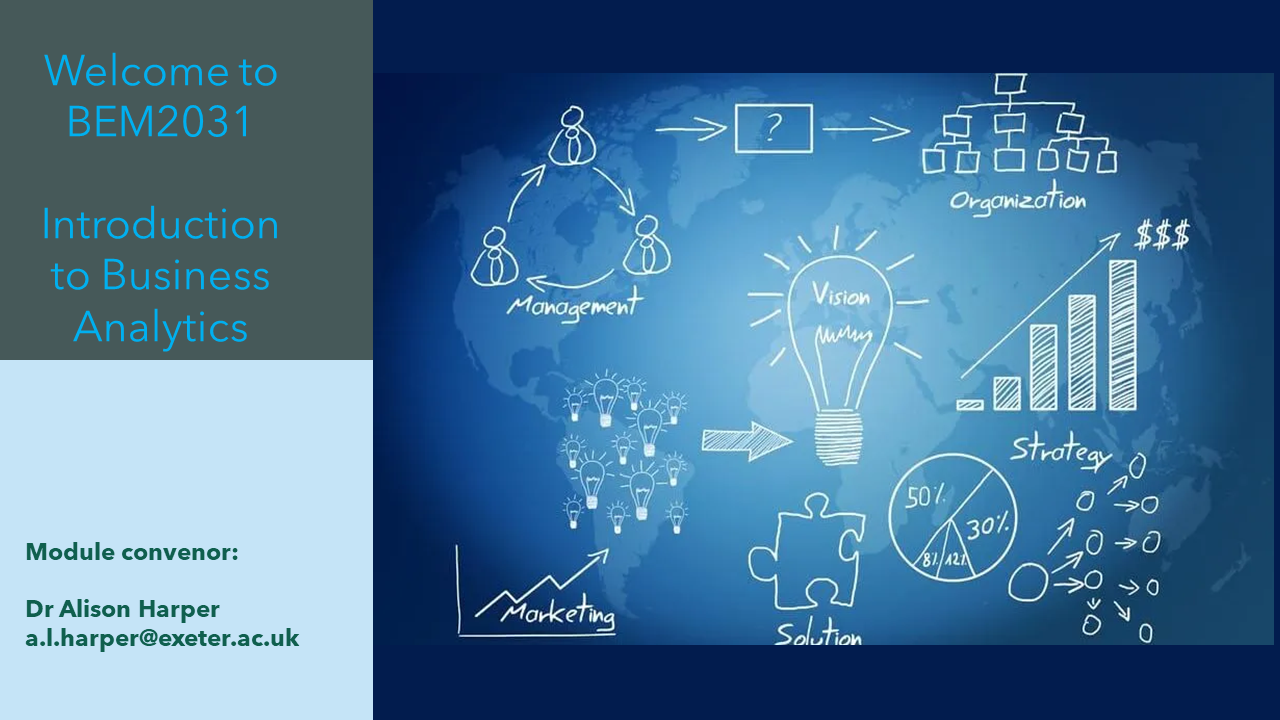 Welcome to
BEM2031
Introduction
to Business
Analytics
Module convenor:
Dr Alison Harper
a.l.harper@exeter.ac.uk
?
Organization
Management
$$$
Vision
Strategy
50%
30%
8%
12%
Marketing
Solution